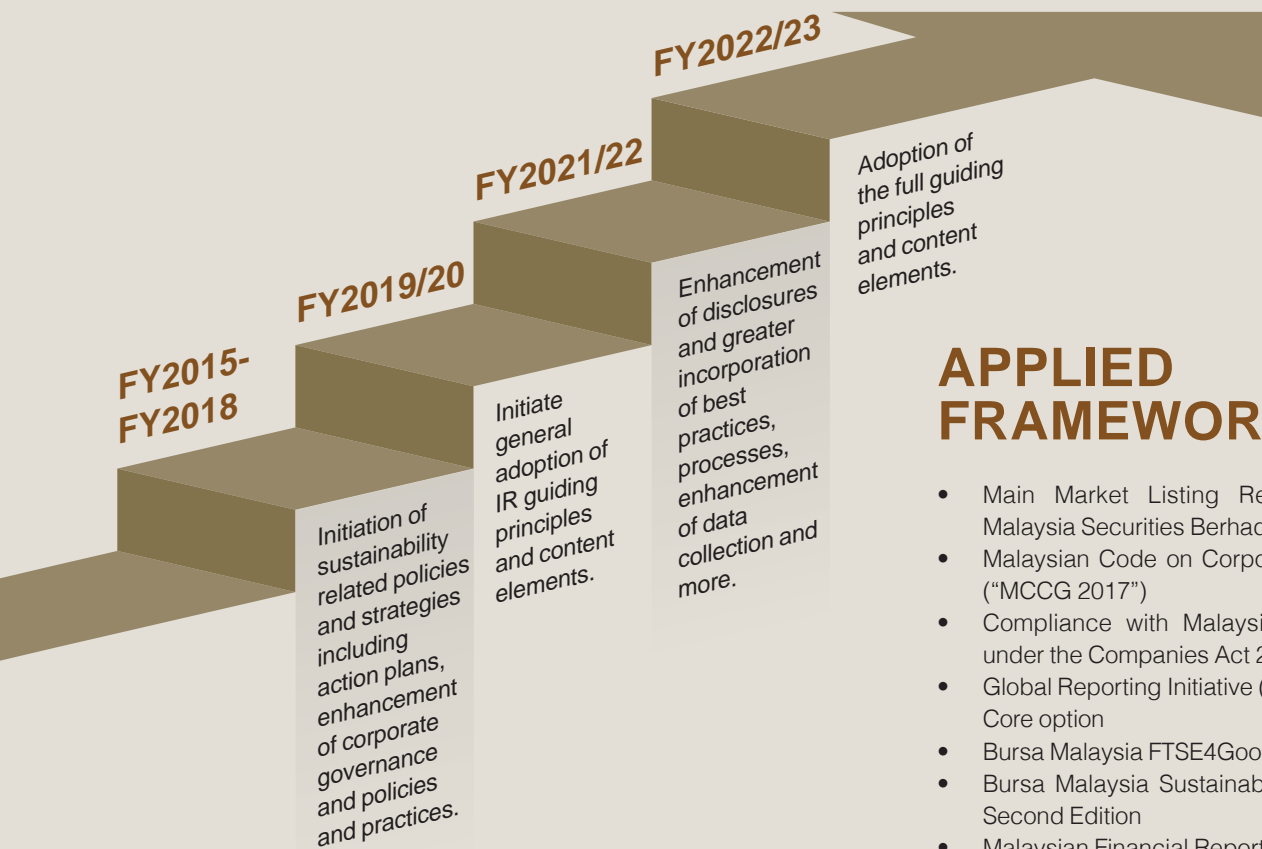 FY2015-
FY2018
Initiation of
sustainability
related policies
and strategies
including
action plans,
enhancement
of corporate
governance
and policies
and practices.
FY2019/20
Initiate
general
adoption of
IR guiding
principles
and content
elements.
FY2021/22
Enhancement
of disclosures
and greater
incorporation
of best
practices,
processes,
enhancement
of data
collection and
more.
FY2022/23
Adoption of
the full guiding
principles
and content
elements.
APPLIED
FRAMEWOR
• Main Market Listing Re
Malaysia Securities Berhad
• Malaysian Code on Corpo
("MCCG 2017")
• Compliance with Malaysi
under the Companies Act 2
• Global Reporting Initiative (
Core option
• Bursa Malaysia FTSE4Goo
• Bursa Malaysia Sustainab
Second Edition
• Malaysian Financial Report